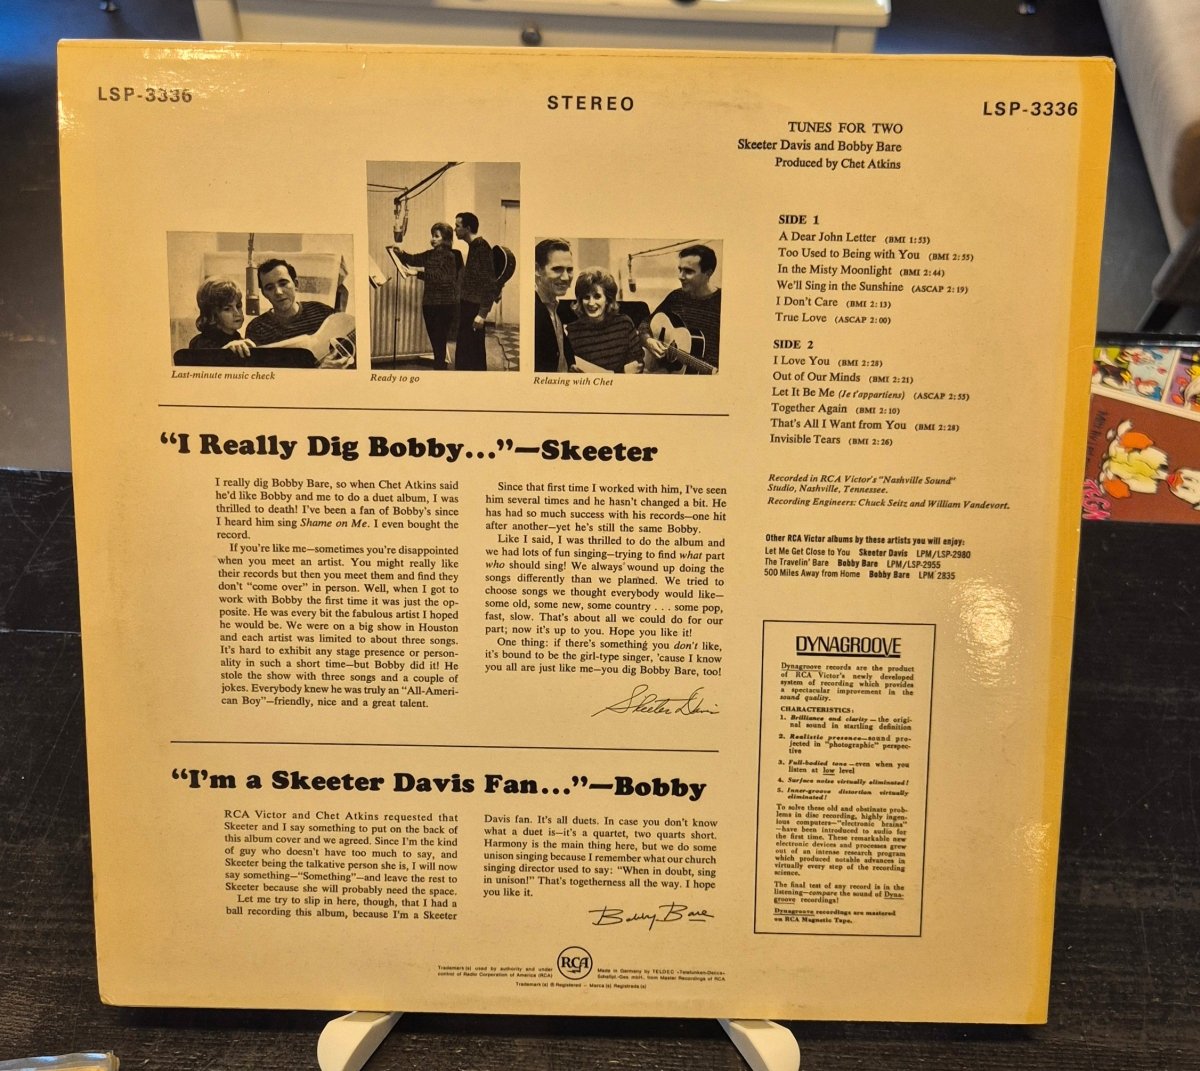 LSP-3336
STEREO
LSP-3336
TUNES FOR TWO
Skeeter Davis and Bobby Bare
Produced by Chet Atkins
SIDE 1
A Dear John Letter (BMI 1:53)
Too Used to Being with You (BMI 2:55)
In the Misty Moonlight (BMI 2:44)
We'll Sing in the Sunshine (ASCAP 2:19)
I Don't Care (BMI 2:13)
True Love (ASCAP 2:00)
SIDE 2
I Love You (BMI 2:28)
Out of Our Minds (BMI 2:21)
Let It Be Me (Je t'appartiens) (ASCAP 2:55)
Together Again (BMI 2:10)
That's All I Want from You (BMI 2:28)
Invisible Tears (BMI 2:26)
Recorded in RCA Victor's "Nashville Sound"
Studio, Nashville, Tennessee.
Recording Engineers: Chuck Seitz and William Vandevort.
Other RCA Victor albums by these artists you will enjoy:
Let Me Get Close to You Skeeter Davis LPM/LSP-2980
The Travelin' Bare Bobby Bare LPM/LSP-2955
500 Miles Away from Home Bobby Bare LPM 2835
Last-minute music check
Ready to go
Relaxing with Chet
"I Really Dig Bobby..."—Skeeter
I really dig Bobby Bare, so when Chet Atkins said
he'd like Bobby and me to do a duet album, I was
thrilled to death! I've been a fan of Bobby's since
I heard him sing Shame on Me. I even bought the
record.
If you're like me—sometimes you're disappointed
when you meet an artist. You might really like
their records but then you meet them and find they
don't "come over" in person. Well, when I got to
work with Bobby the first time it was just the op-
posite. He was every bit the fabulous artist I hoped
he would be. We were on a big show in Houston
and each artist was limited to about three songs.
It's hard to exhibit any stage presence or person-
ality in such a short time—but Bobby did it! He
stole the show with three songs and a couple of
jokes. Everybody knew he was truly an "All-Ameri-
can Boy"—friendly, nice and a great talent.
Since that first time I worked with him, I've seen
him several times and he hasn't changed a bit. He
has had so much success with his records—one hit
after another—yet he's still the same Bobby.
Like I said, I was thrilled to do the album and
we had lots of fun singing—trying to find what part
who should sing! We always wound up doing the
songs differently than we planned. We tried to
choose songs we thought everybody would like—
some old, some new, some country . . . some pop,
fast, slow. That's about all we could do for our
part; now it's up to you. Hope you like it!
One thing: if there's something you don't like,
it's bound to be the girl-type singer, 'cause I know
you all are just like me—you dig Bobby Bare, too!
Skeeter Davis
"I'm a Skeeter Davis Fan..."—Bobby
RCA Victor and Chet Atkins requested that
Skeeter and I say something to put on the back of
this album cover and we agreed. Since I'm the kind
of guy who doesn't have too much to say, and
Skeeter being the talkative person she is, I will now
say something—"Something"—and leave the rest to
Skeeter because she will probably need the space.
Let me try to slip in here, though, that I had a
ball recording this album, because I'm a Skeeter
Davis fan. It's all duets. In case you don't know
what a duet is—it's a quartet, two quarts short.
Harmony is the main thing here, but we do some
unison singing because I remember what our church
singing director used to say: "When in doubt, sing
in unison!" That's togetherness all the way. I hope
you like it.
Bobby Bare
DYNAGROOVE
Dynagroove records are the product
of RCA Victor's newly developed
system of recording which provides
a spectacular improvement in the
sound quality.
CHARACTERISTICS:
1. Brilliance and clarity—the origi-
nal sound in startling definition
2. Realistic presence—sound pro-
jected in "photographic" perspec-
tive
3. Full-bodied tone—even when you
listen at low level
4. Surface noise virtually eliminated!
5. Inner-groove distortion virtually
eliminated!
To solve these old and obstinate prob-
lems in disc recording, highly ingen-
ious computers—"electronic brains"
—have been introduced to audio for
the first time. These remarkable new
electronic devices and processes grew
out of an intense research program
which produced notable advances in
virtually every step of the recording
science.
The final test of any record is in the
listening—compare the sound of Dyna-
groove recordings!
Dynagroove recordings are mastered
on RCA Magnetic Tape.
Trademark(s) used by authority and under
control of Radio Corporation of America (RCA)
RCA
Made in Germany by TELDEC »Telefunken-Decca«
Schallpl.-Ges mbH., from Master Recordings of RCA
Trademark(s) ® Registered – Marca(s) Registrada(s)